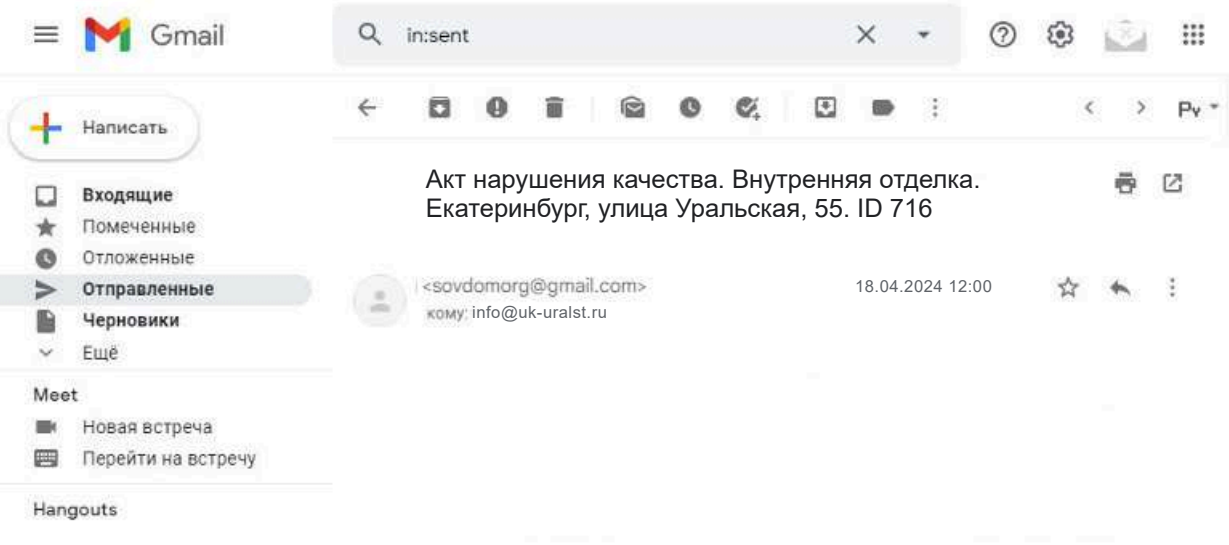 Gmail
in:sent
Написать
Ру
Входящие
Помеченные
Отложенные
Отправленные
Черновики
Ещё
Meet
Новая встреча
Перейти на встречу
Hangouts
Акт нарушения качества. Внутренняя отделка.
Екатеринбург, улица Уральская, 55. ID 716
<sovdomorg@gmail.com>
18.04.2024 12:00
кому: info@uk-uralst.ru